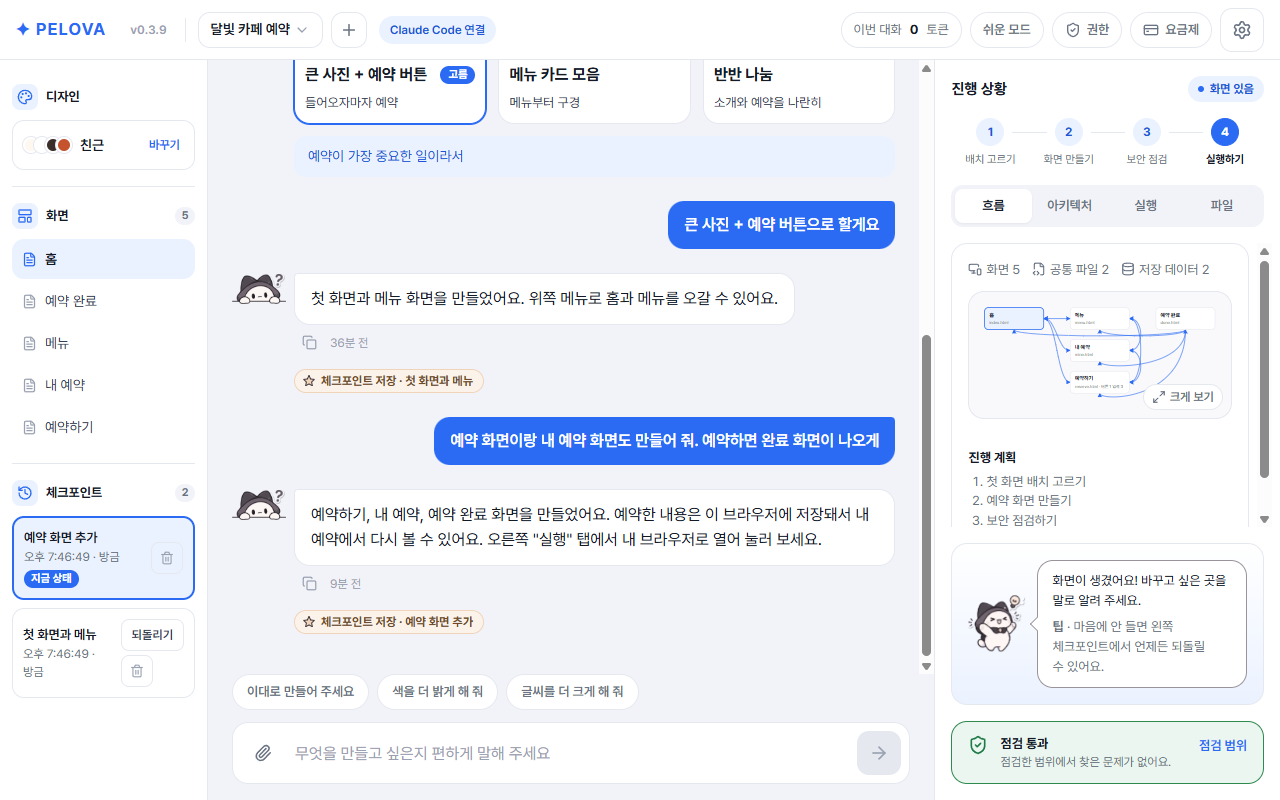 PELOVA
v0.3.9
달빛 카페 예약
Claude Code 연결
이번 대화 0 토큰
쉬운 모드
권한
요금제
디자인
친근
바꾸기
화면
5
홈
예약 완료
메뉴
내 예약
예약하기
체크포인트
2
예약 화면 추가
오후 7:46:49 · 방금
지금 상태
첫 화면과 메뉴
오후 7:46:49 ·
방금
되돌리기
큰 사진 + 예약 버튼
고름
들어오자마자 예약
메뉴 카드 모음
메뉴부터 구경
반반 나눔
소개와 예약을 나란히
예약이 가장 중요한 일이라서
큰 사진 + 예약 버튼으로 할게요
?
첫 화면과 메뉴 화면을 만들었어요. 위쪽 메뉴로 홈과 메뉴를 오갈 수 있어요.
36분 전
체크포인트 저장 · 첫 화면과 메뉴
예약 화면이랑 내 예약 화면도 만들어 줘. 예약하면 완료 화면이 나오게
?
예약하기, 내 예약, 예약 완료 화면을 만들었어요. 예약한 내용은 이 브라우저에 저장돼서 내
예약에서 다시 볼 수 있어요. 오른쪽 "실행" 탭에서 내 브라우저로 열어 눌러 보세요.
9분 전
체크포인트 저장 · 예약 화면 추가
이대로 만들어 주세요
색을 더 밝게 해 줘
글씨를 더 크게 해 줘
무엇을 만들고 싶은지 편하게 말해 주세요
진행 상황
화면 있음
1
2
3
4
배치 고르기
화면 만들기
보안 점검
실행하기
흐름
아키텍처
실행
파일
화면 5
공통 파일 2
저장 데이터 2
홈
메뉴
예약 완료
내 예약
예약하기
크게 보기
진행 계획
1. 첫 화면 배치 고르기
2. 예약 화면 만들기
3. 보안 점검하기
화면이 생겼어요! 바꾸고 싶은 곳을
말로 알려 주세요.
팁 · 마음에 안 들면 왼쪽
체크포인트에서 언제든 되돌릴
수 있어요.
점검 통과
점검 범위
점검한 범위에서 찾은 문제가 없어요.